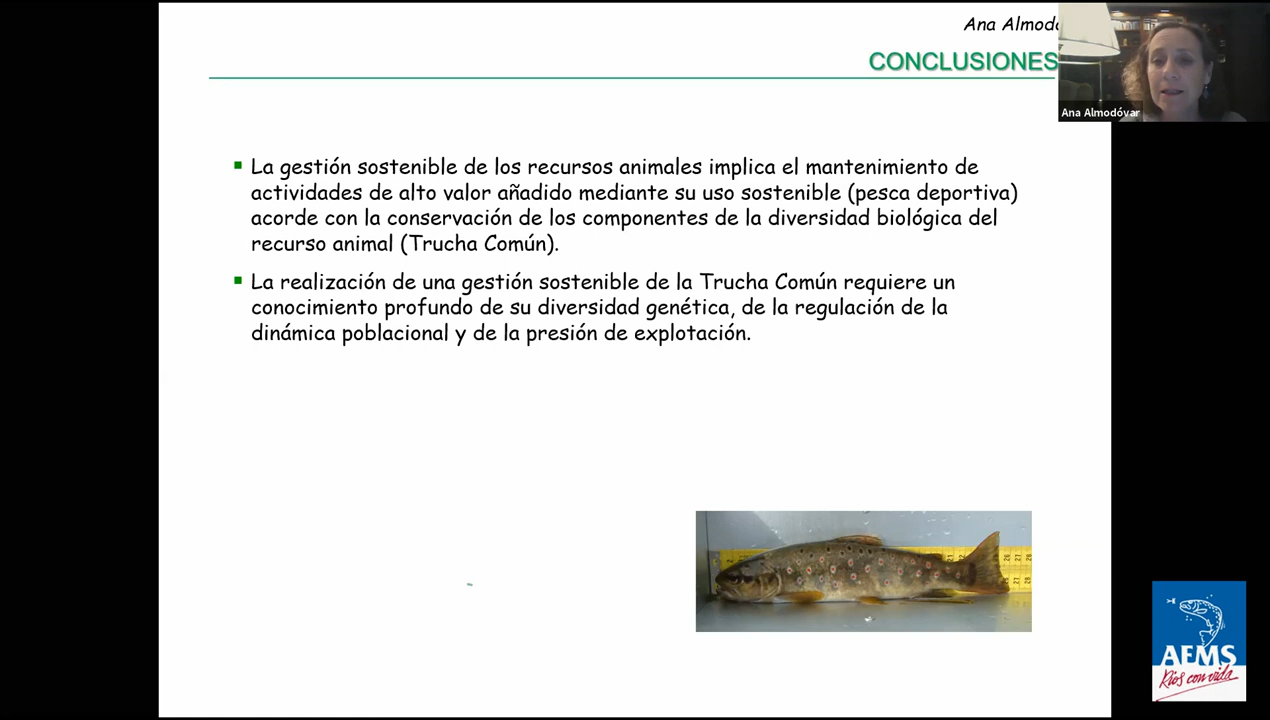 Ana Almodó
CONCLUSIONES
Ana Almodóvar
La gestión sostenible de los recursos animales implica el mantenimiento de
actividades de alto valor añadido mediante su uso sostenible (pesca deportiva)
acorde con la conservación de los componentes de la diversidad biológica del
recurso animal (Trucha Común).
La realización de una gestión sostenible de la Trucha Común requiere un
conocimiento profundo de su diversidad genética, de la regulación de la
dinámica poblacional y de la presión de explotación.
AEMS
Ríos con vida